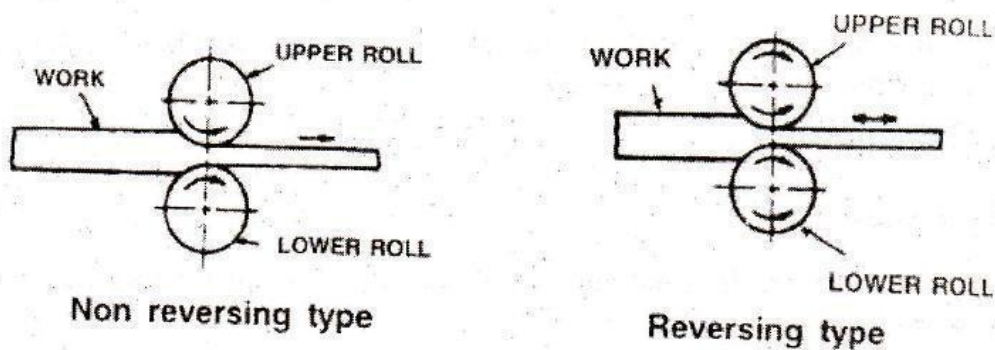 UPPER ROLL
WORK
LOWER ROLL
Non reversing type
UPPER ROLL
WORK
LOWER ROLL
Reversing type